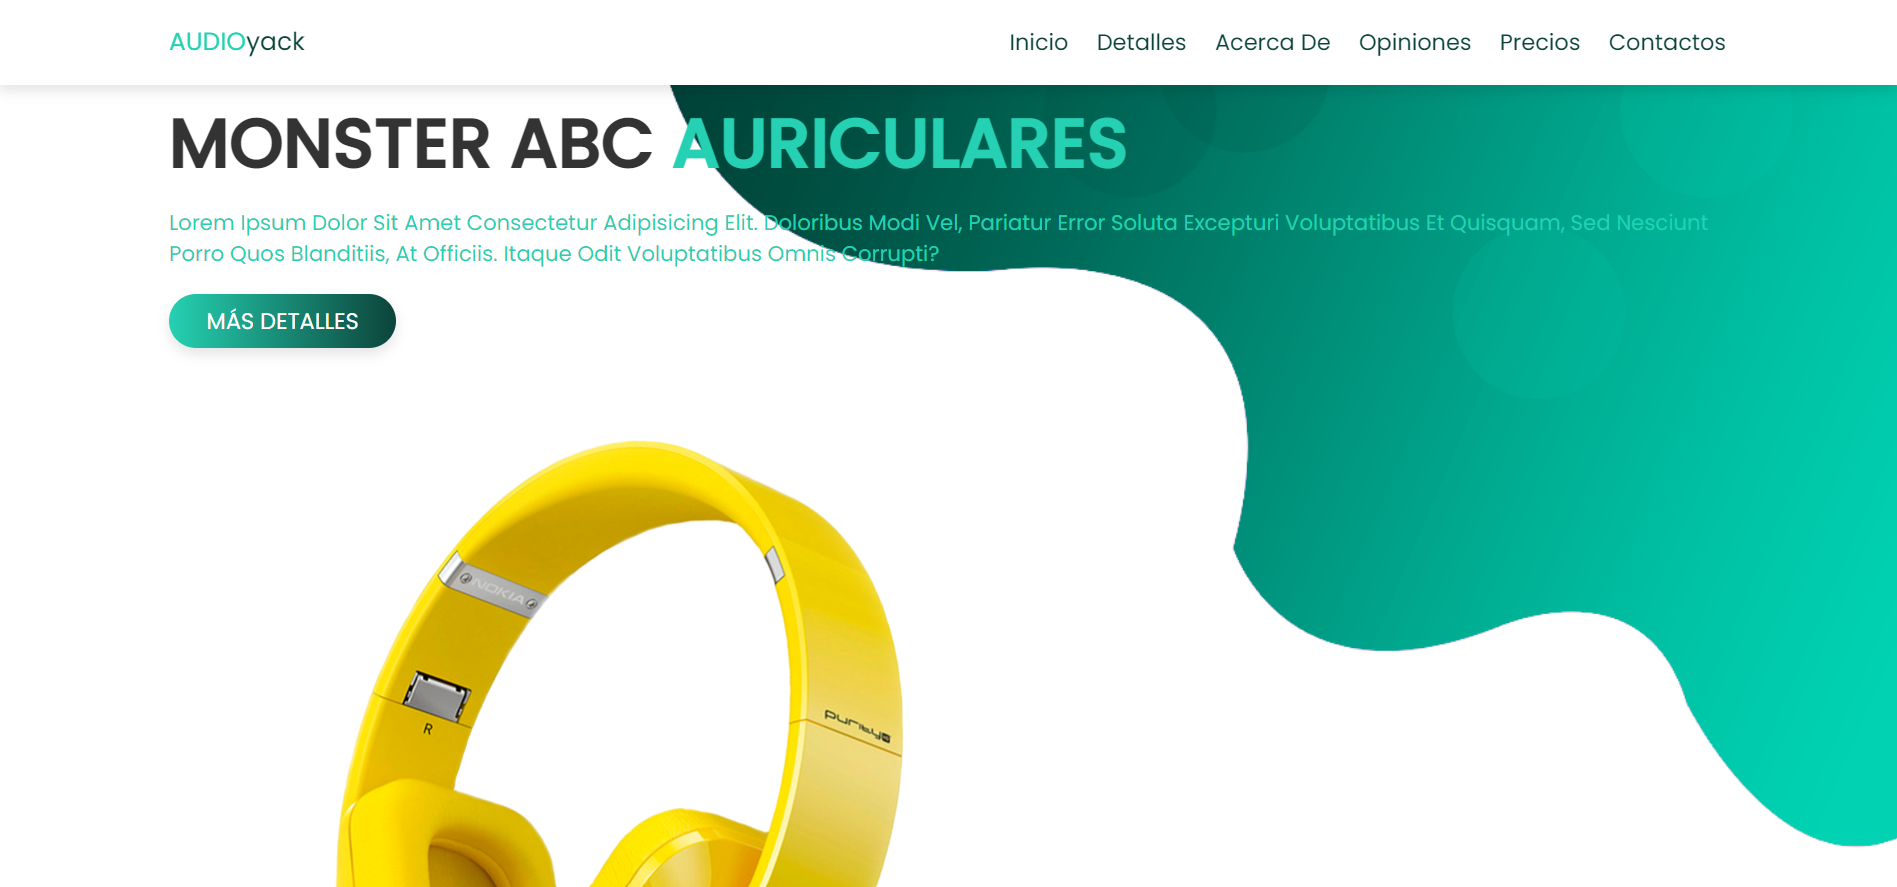 AUDIOyack
Inicio Detalles Acerca De Opiniones Precios Contactos
MONSTER ABC AURICULARES
Lorem Ipsum Dolor Sit Amet Consectetur Adipisicing Elit. Doloribus Modi Vel, Pariatur Error Soluta Excepturi Voluptatibus Et Quisquam, Sed Nesciunt
Porro Quos Blanditiis, At Officiis. Itaque Odit Voluptatibus Omnis Corrupti?
MÁS DETALLES
NOKIA
R
purity